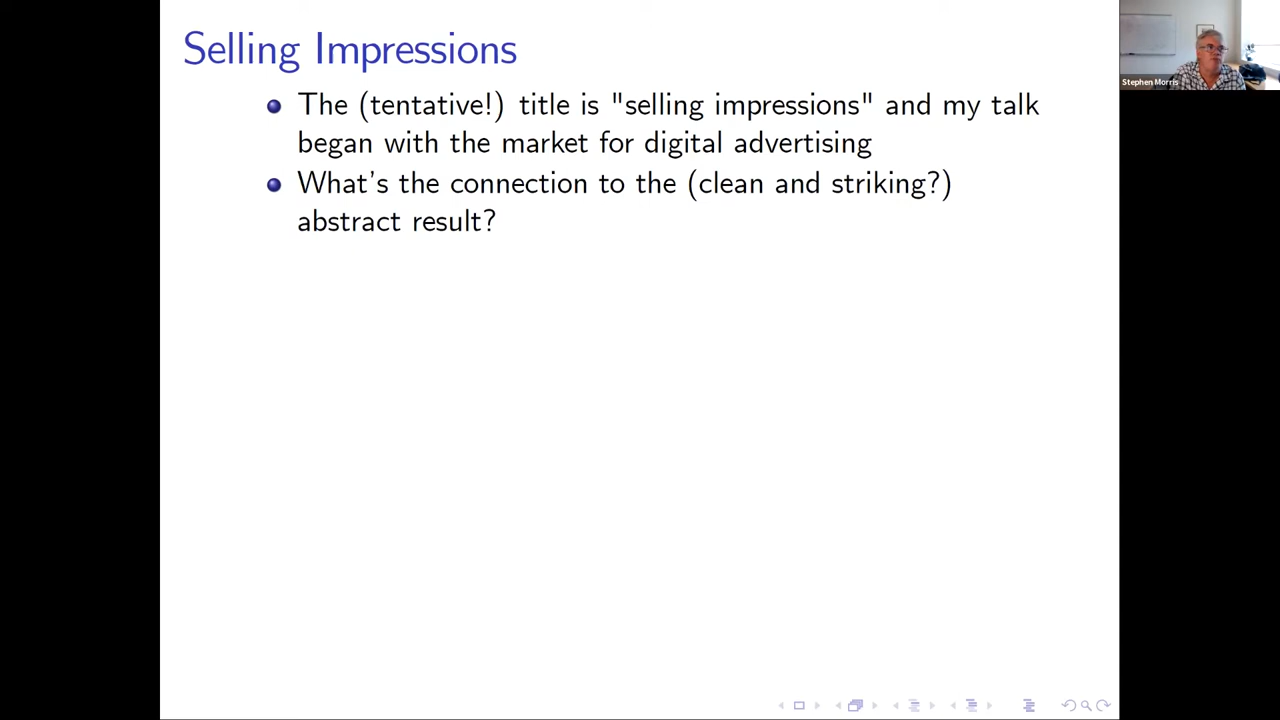 Selling Impressions
The (tentative!) title is "selling impressions" and my talk
began with the market for digital advertising
What's the connection to the (clean and striking?)
abstract result?
Stephen Morris